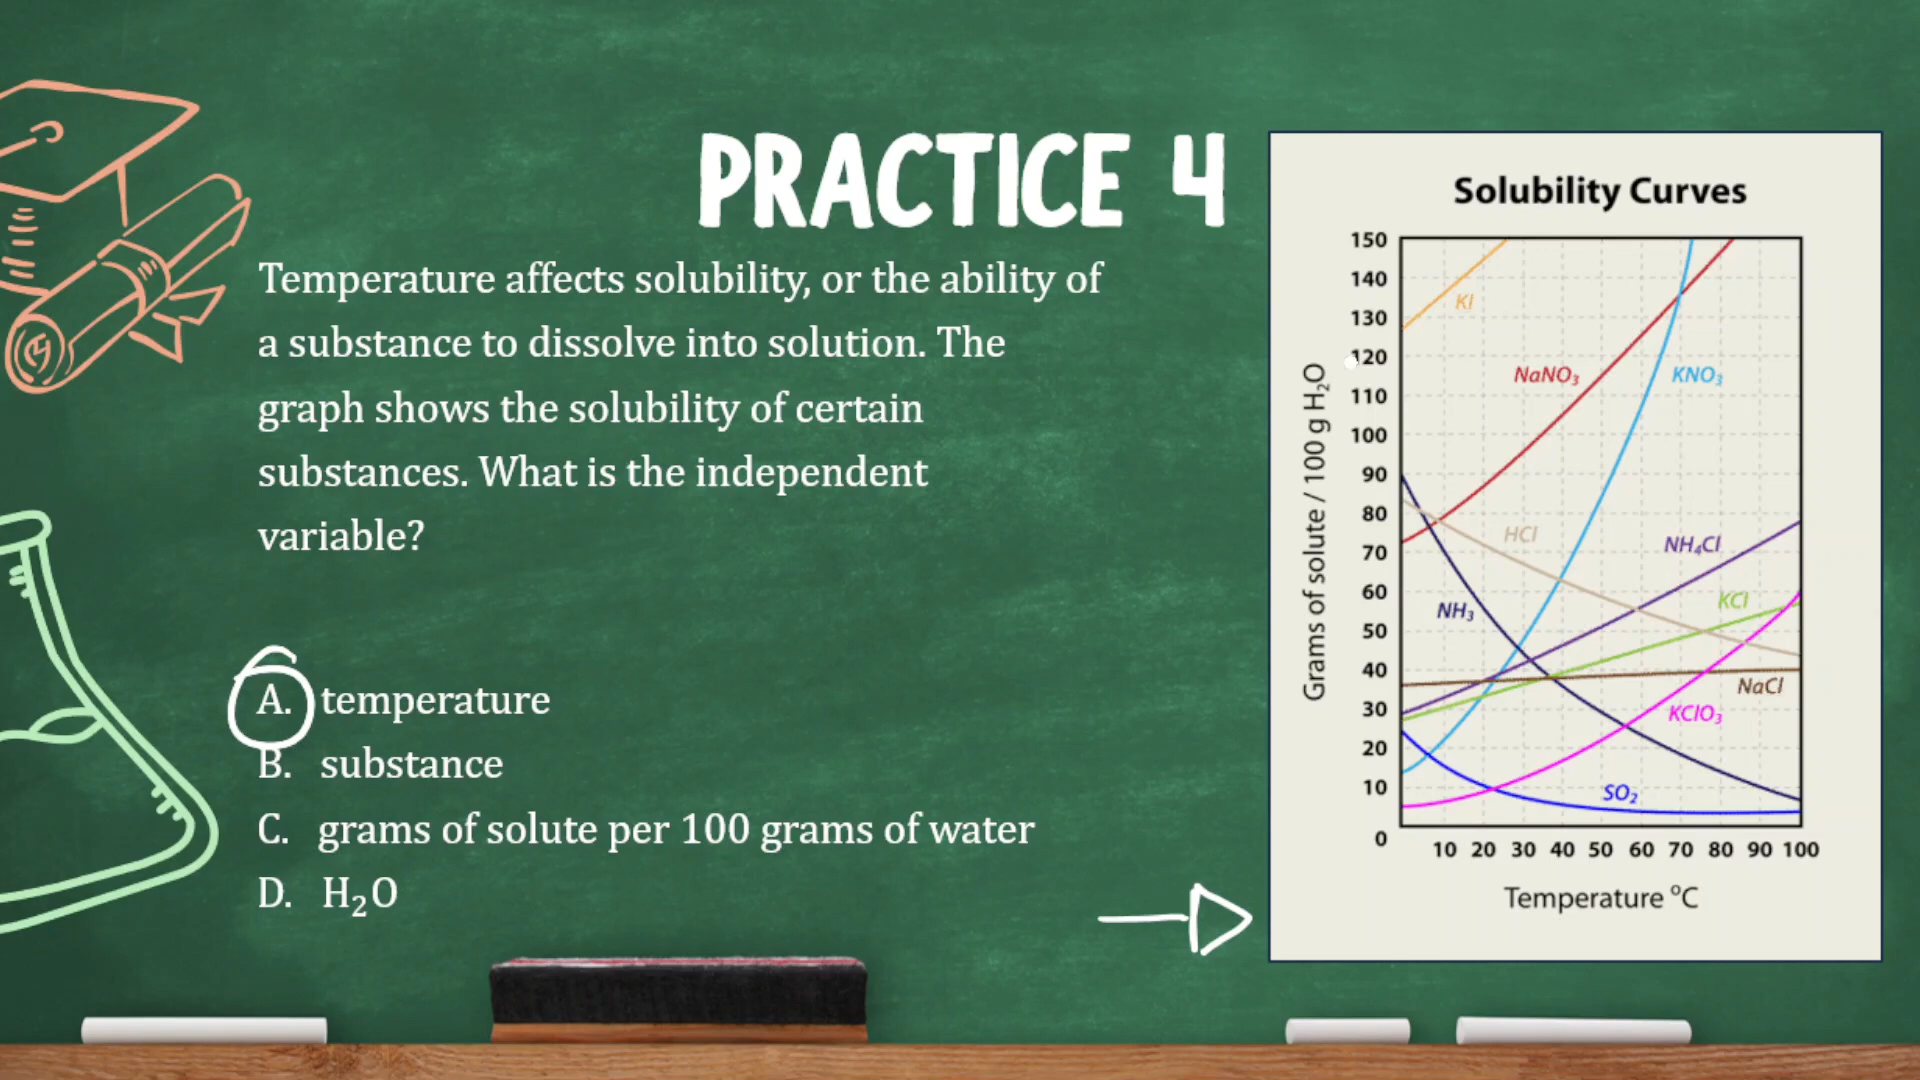 PRACTICE 4
Temperature affects solubility, or the ability of
a substance to dissolve into solution. The
graph shows the solubility of certain
substances. What is the independent
variable?
A. temperature
B. substance
C. grams of solute per 100 grams of water
D. H₂O
Solubility Curves
Grams of solute / 100 g H₂O
150
140
130
120
110
100
90
80
70
60
50
40
30
20
10
0
KI
NaNO₃
KNO₃
HCl
NH₄Cl
NH₃
KCl
NaCl
KClO₃
SO₂
10 20 30 40 50 60 70 80 90 100
Temperature °C